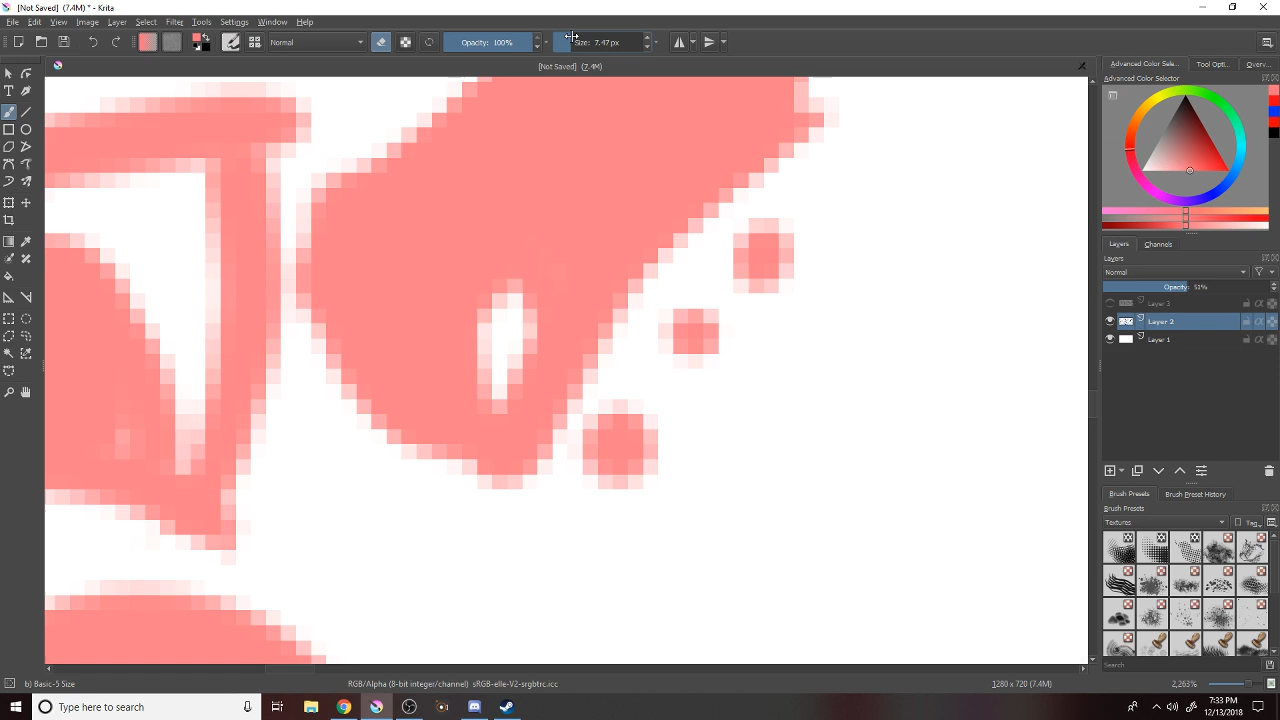 [Not Saved] (7.4M) * - Krita
File Edit View Image Layer Select Filter Tools Settings Window Help
Normal Opacity: 100% Size: 7.47 px
[Not Saved] (7.4M)
Advanced Color Sele... Tool Opti... Overv...
Advanced Color Selector
Layers Channels
Layers
Normal
Opacity: 51%
Layer 3
Layer 2
Layer 1
Brush Presets Brush Preset History
Brush Presets
Textures Tag
Search
b) Basic-5 Size RGB/Alpha (8-bit integer/channel) sRGB-elle-V2-srgbtrc.icc 1280 x 720 (7.4M) 2,263%
Type here to search
7:33 PM
12/13/2018